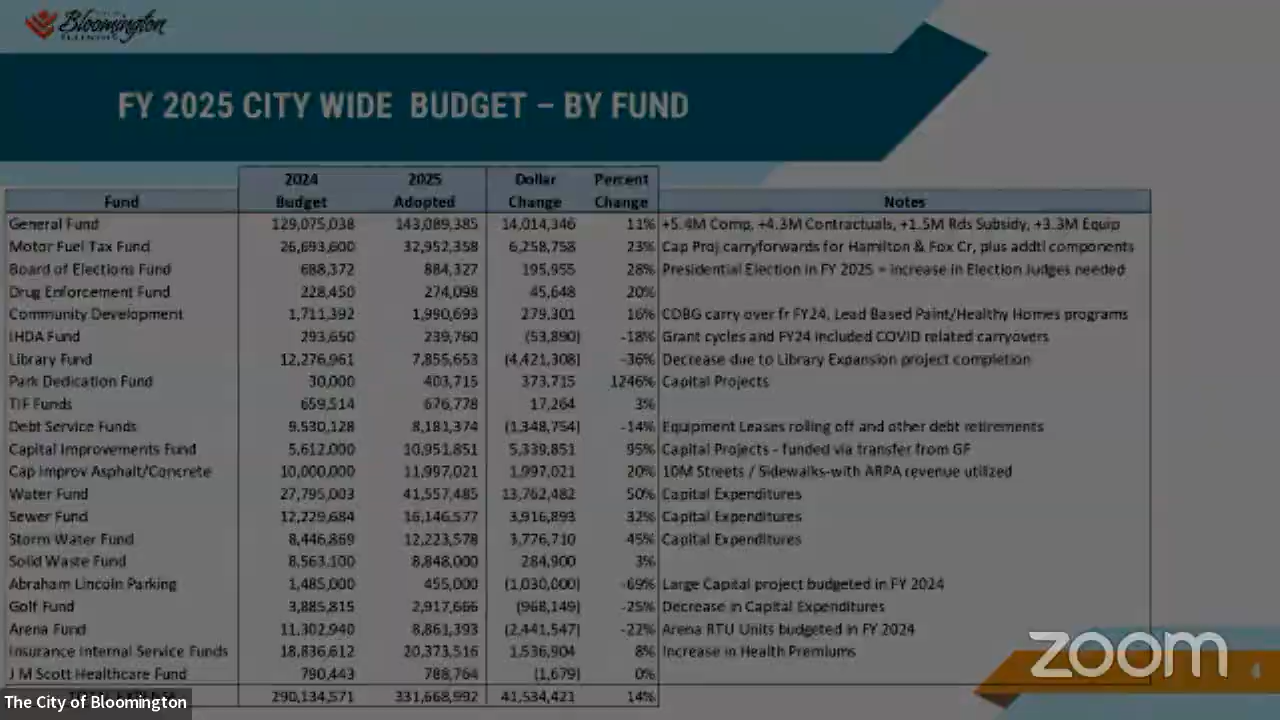 Bloomington
ILLINOIS
FY 2025 CITY WIDE BUDGET – BY FUND
Fund 2024 Budget 2025 Adopted Dollar Change Percent Change Notes
General Fund 129,075,038 143,089,385 14,014,346 11% +5.4M Comp, +4.3M Contractuals, +1.5M Rds Subsidy, +3.3M Equip
Motor Fuel Tax Fund 26,693,600 32,952,358 6,258,758 23% Cap Proj carryforwards for Hamilton & Fox Cr, plus addtl components
Board of Elections Fund 688,372 884,327 195,955 28% Presidential Election in FY 2025 = increase in Election Judges needed
Drug Enforcement Fund 228,450 274,098 45,648 20%
Community Development 1,711,392 1,990,693 279,301 16% CDBG carry over fr FY24, Lead Based Paint/Healthy Homes programs
IHDA Fund 293,650 239,760 (53,890) -18% Grant cycles and FY24 included COVID related carryovers
Library Fund 12,276,961 7,855,653 (4,421,308) -36% Decrease due to Library Expansion project completion
Park Dedication Fund 30,000 403,715 373,715 1246% Capital Projects
TIF Funds 659,514 676,778 17,264 3%
Debt Service Funds 9,530,128 8,181,374 (1,348,754) -14% Equipment Leases rolling off and other debt retirements
Capital Improvements Fund 5,612,000 10,951,851 5,339,851 95% Capital Projects - funded via transfer from GF
Cap Improv Asphalt/Concrete 10,000,000 11,997,021 1,997,021 20% 10M Streets / Sidewalks-with ARPA revenue utilized
Water Fund 27,795,003 41,557,485 13,762,482 50% Capital Expenditures
Sewer Fund 12,229,684 16,146,577 3,916,893 32% Capital Expenditures
Storm Water Fund 8,446,869 12,223,578 3,776,710 45% Capital Expenditures
Solid Waste Fund 8,563,100 8,848,000 284,900 3%
Abraham Lincoln Parking 1,485,000 455,000 (1,030,000) -69% Large Capital project budgeted in FY 2024
Golf Fund 3,885,815 2,917,666 (968,149) -25% Decrease in Capital Expenditures
Arena Fund 11,302,940 8,861,393 (2,441,547) -22% Arena RTU Units budgeted in FY 2024
Insurance Internal Service Funds 18,836,612 20,373,516 1,536,904 8% Increase in Health Premiums
J M Scott Healthcare Fund 790,443 788,764 (1,679) 0%
290,134,571 331,668,992 41,534,421 14%
zoom
4
The City of Bloomington